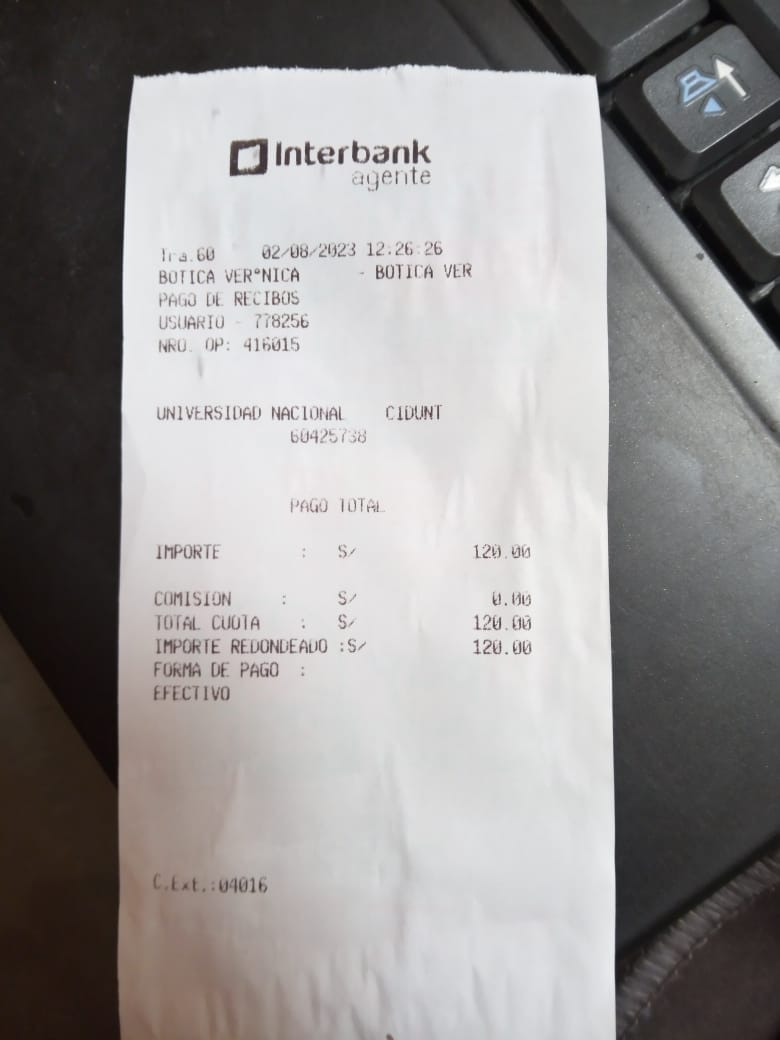 Interbank
agente
Tra.60 02/08/2023 12:26:26
BOTICA VER°NICA - BOTICA VER
PAGO DE RECIBOS
USUARIO - 778256
NRO. OP: 416015
UNIVERSIDAD NACIONAL CIDUNT
60425738
PAGO TOTAL
IMPORTE : S/ 120.00
COMISION : S/ 0.00
TOTAL CUOTA : S/ 120.00
IMPORTE REDONDEADO :S/ 120.00
FORMA DE PAGO :
EFECTIVO
C.Ext.:04016